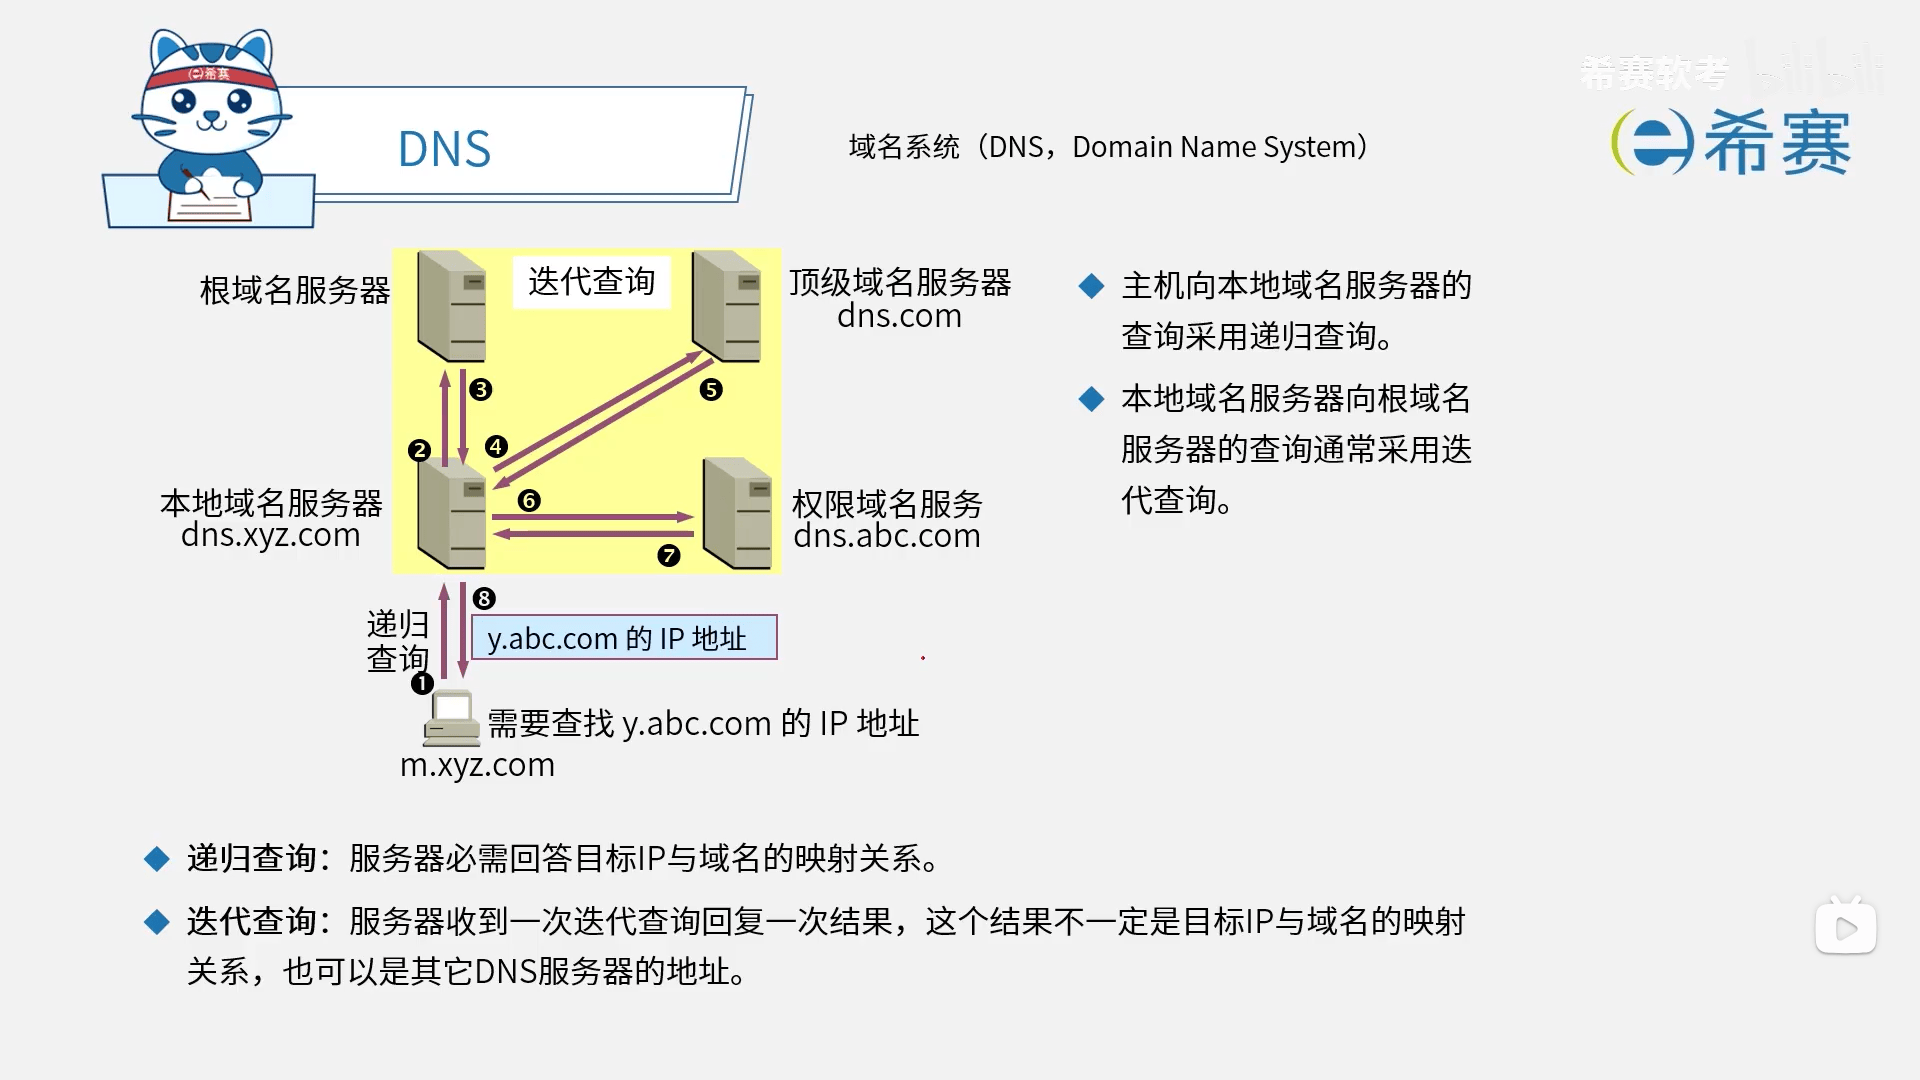 希赛软考 bilibili
希赛
DNS
域名系统（DNS，Domain Name System）
希赛
根域名服务器
迭代查询
顶级域名服务器
dns.com
❸
❺
❷
❹
本地域名服务器
dns.xyz.com
❻
❼
权限域名服务
dns.abc.com
递归
查询
❽
y.abc.com 的 IP 地址
❶
需要查找 y.abc.com 的 IP 地址
m.xyz.com
主机向本地域名服务器的
查询采用递归查询。
本地域名服务器向根域名
服务器的查询通常采用迭
代查询。
递归查询：服务器必需回答目标IP与域名的映射关系。
迭代查询：服务器收到一次迭代查询回复一次结果，这个结果不一定是目标IP与域名的映射
关系，也可以是其它DNS服务器的地址。